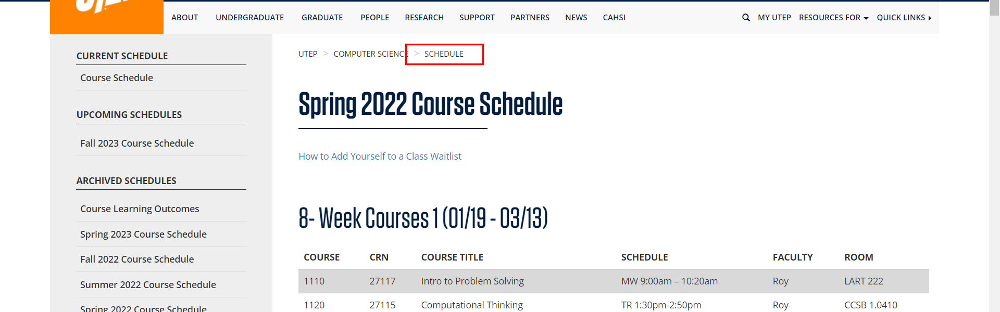 ABOUT UNDERGRADUATE GRADUATE PEOPLE RESEARCH SUPPORT PARTNERS NEWS CAHSI MY UTEP RESOURCES FOR QUICK LINKS
CURRENT SCHEDULE
Course Schedule
UPCOMING SCHEDULES
Fall 2023 Course Schedule
ARCHIVED SCHEDULES
Course Learning Outcomes
Spring 2023 Course Schedule
Fall 2022 Course Schedule
Summer 2022 Course Schedule
Spring 2022 Course Schedule
UTEP > COMPUTER SCIENCE > SCHEDULE
Spring 2022 Course Schedule
How to Add Yourself to a Class Waitlist
8- Week Courses 1 (01/19 - 03/13)
COURSE CRN COURSE TITLE SCHEDULE FACULTY ROOM
1110 27117 Intro to Problem Solving MW 9:00am – 10:20am Roy LART 222
1120 27115 Computational Thinking TR 1:30pm-2:50pm Roy CCSB 1.0410